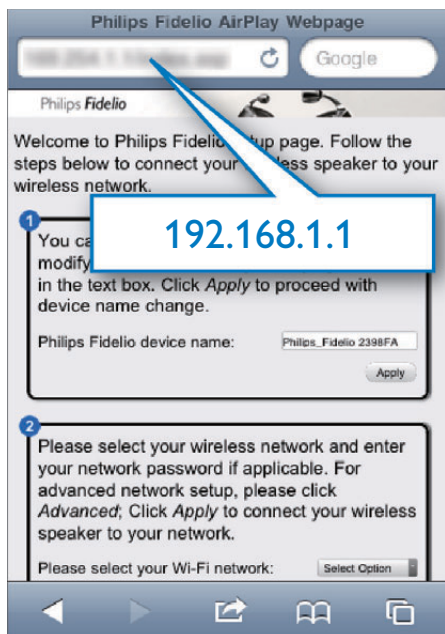 Philips Fidelio AirPlay Webpage
Google
Philips Fidelio
Welcome to Philips Fidelio setup page. Follow the
steps below to connect your wireless speaker to your
wireless network.
192.168.1.1
1
You
modify
in the text box. Click Apply to proceed with
device name change.
Philips Fidelio device name:
Philips_Fidelio 2398FA
Apply
2
Please select your wireless network and enter
your network password if applicable. For
advanced network setup, please click
Advanced; Click Apply to connect your wireless
speaker to your network.
Please select your Wi-Fi network:
Select Option